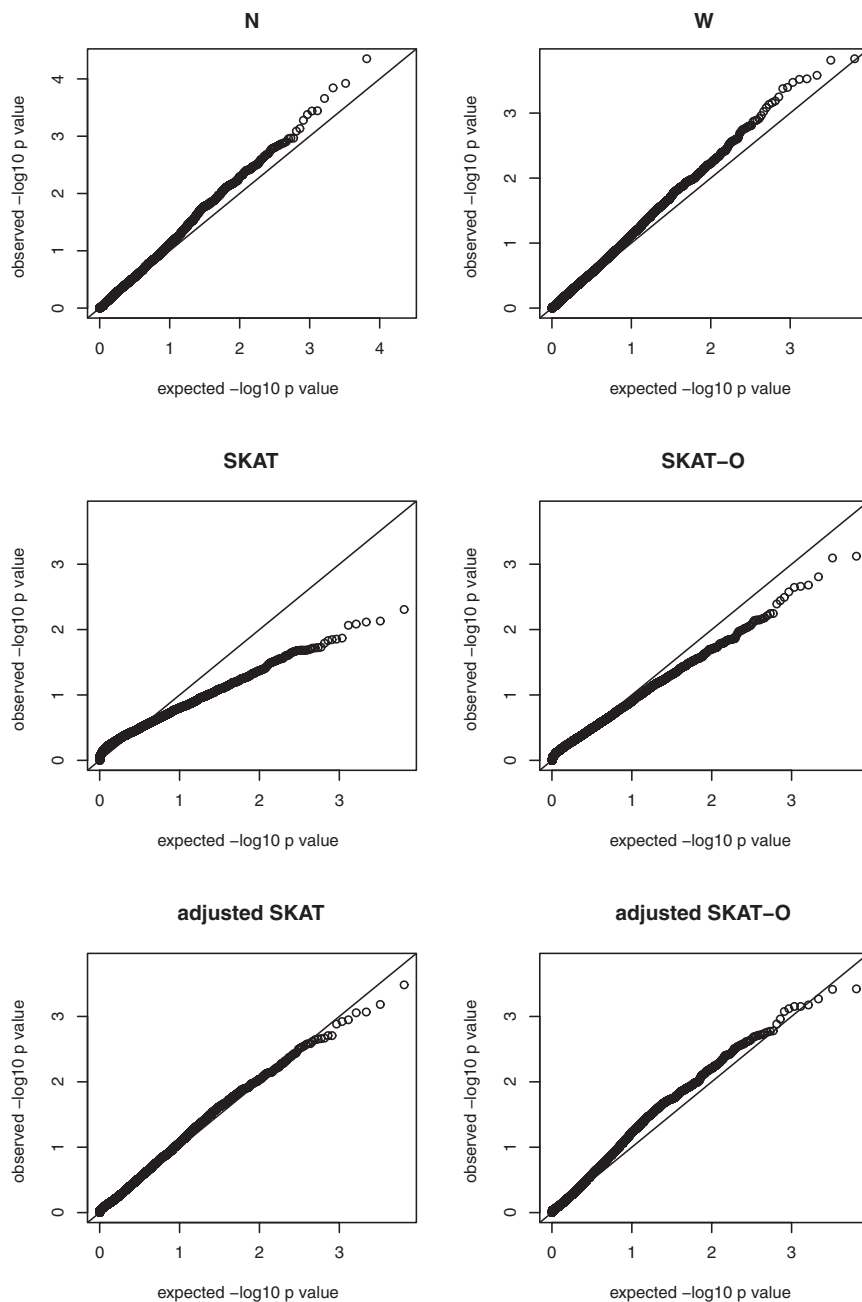 N
observed −log10 p value
4
3
2
1
0
0 1 2 3 4
expected −log10 p value
W
observed −log10 p value
3
2
1
0
0 1 2 3
expected −log10 p value
SKAT
observed −log10 p value
3
2
1
0
0 1 2 3
expected −log10 p value
SKAT−O
observed −log10 p value
3
2
1
0
0 1 2 3
expected −log10 p value
adjusted SKAT
observed −log10 p value
3
2
1
0
0 1 2 3
expected −log10 p value
adjusted SKAT−O
observed −log10 p value
3
2
1
0
0 1 2 3
expected −log10 p value